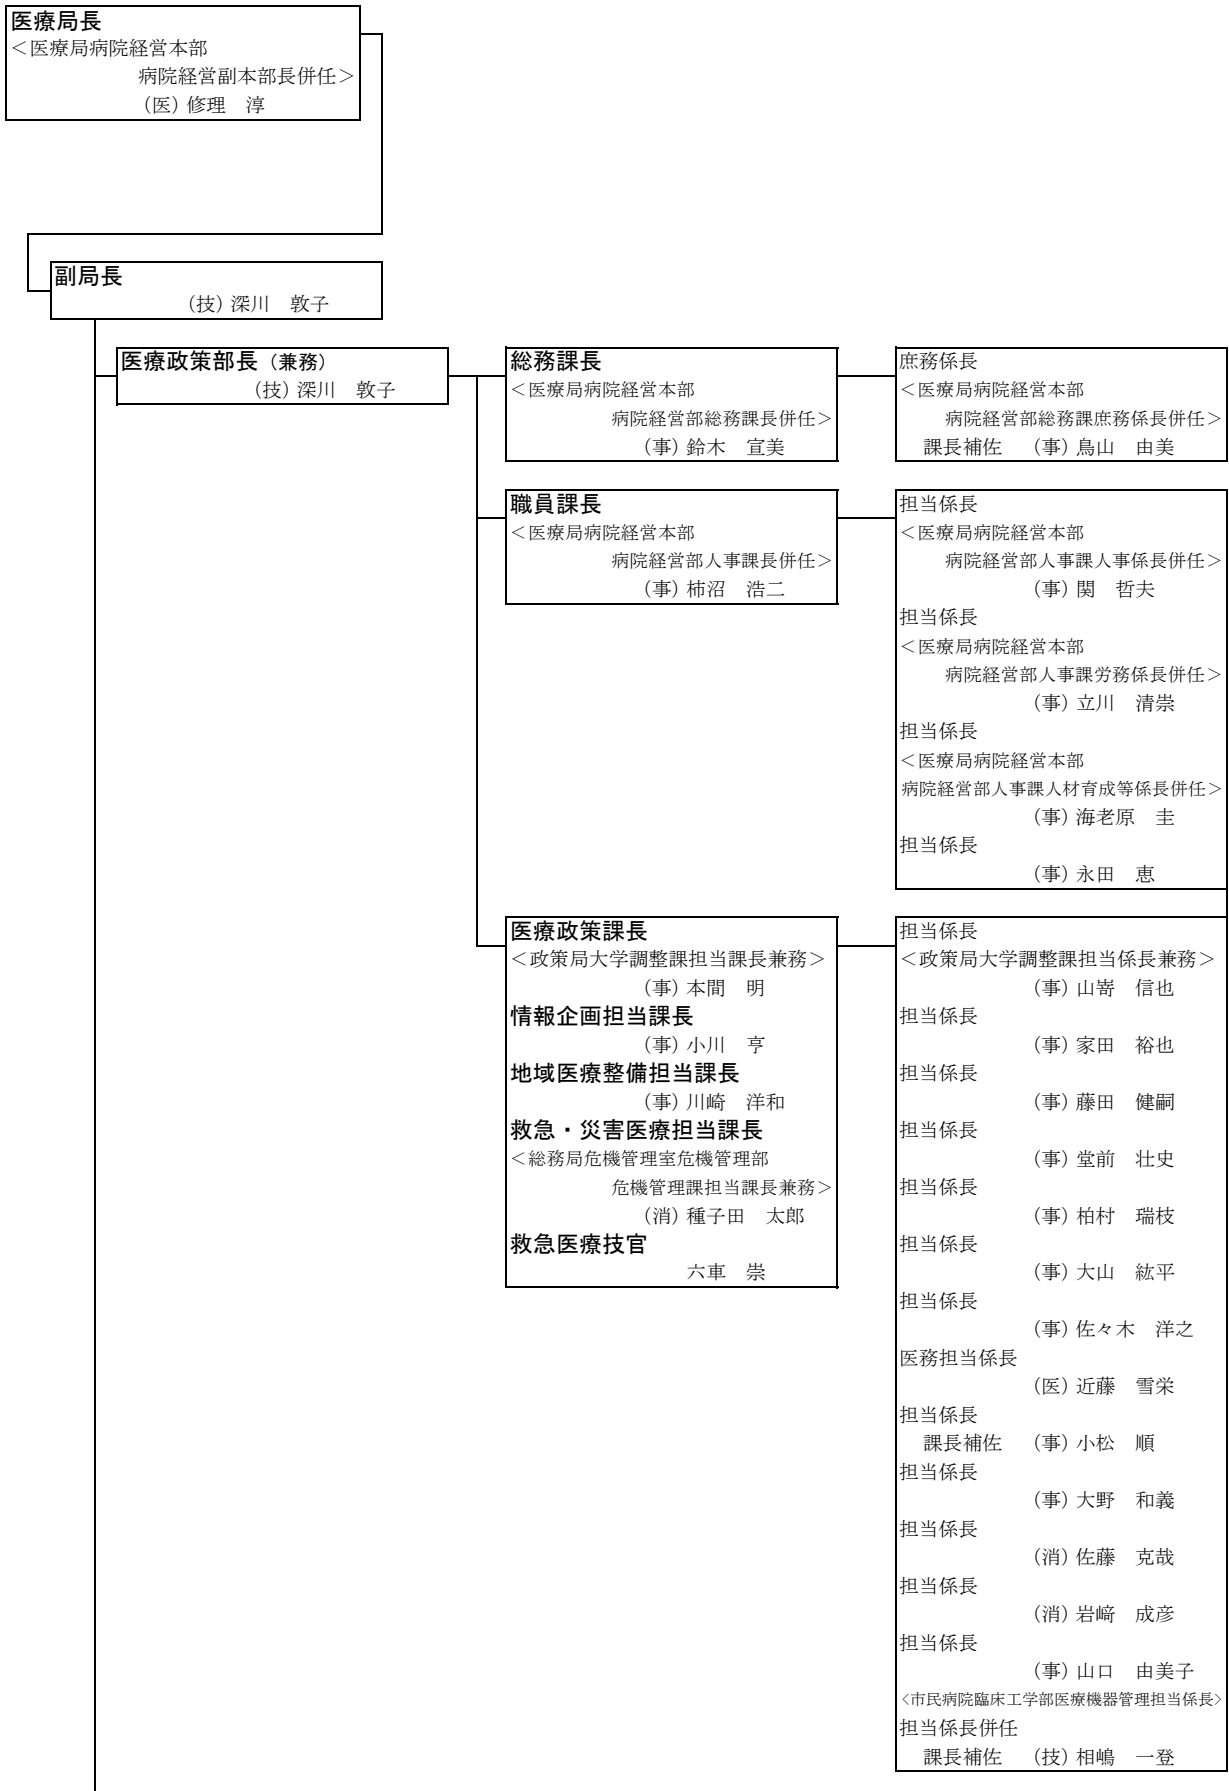 医療局長
＜医療局病院経営本部
病院経営副本部長併任＞
（医）修理　淳
副局長
（技）深川　敦子
医療政策部長（兼務）
（技）深川　敦子
総務課長
＜医療局病院経営本部
病院経営部総務課長併任＞
（事）鈴木　宣美
庶務係長
＜医療局病院経営本部
病院経営部総務課庶務係長併任＞
課長補佐　（事）鳥山　由美
職員課長
＜医療局病院経営本部
病院経営部人事課長併任＞
（事）柿沼　浩二
担当係長
＜医療局病院経営本部
病院経営部人事課人事係長併任＞
（事）関　哲夫
担当係長
＜医療局病院経営本部
病院経営部人事課労務係長併任＞
（事）立川　清崇
担当係長
＜医療局病院経営本部
病院経営部人事課人材育成等係長併任＞
（事）海老原　圭
担当係長
（事）永田　恵
医療政策課長
＜政策局大学調整課担当課長兼務＞
（事）本間　明
情報企画担当課長
（事）小川　亨
地域医療整備担当課長
（事）川崎　洋和
救急・災害医療担当課長
＜総務局危機管理室危機管理部
危機管理課担当課長兼務＞
（消）種子田　太郎
救急医療技官
六車　崇
担当係長
＜政策局大学調整課担当係長兼務＞
（事）山嵜　信也
担当係長
（事）家田　裕也
担当係長
（事）藤田　健嗣
担当係長
（事）堂前　壮史
担当係長
（事）柏村　瑞枝
担当係長
（事）大山　紘平
担当係長
（事）佐々木　洋之
医務担当係長
（医）近藤　雪栄
担当係長
課長補佐　（事）小松　順
担当係長
（事）大野　和義
担当係長
（消）佐藤　克哉
担当係長
（消）岩﨑　成彦
担当係長
（事）山口　由美子
〈市民病院臨床工学部医療機器管理担当係長〉
担当係長併任
課長補佐　（技）相嶋　一登